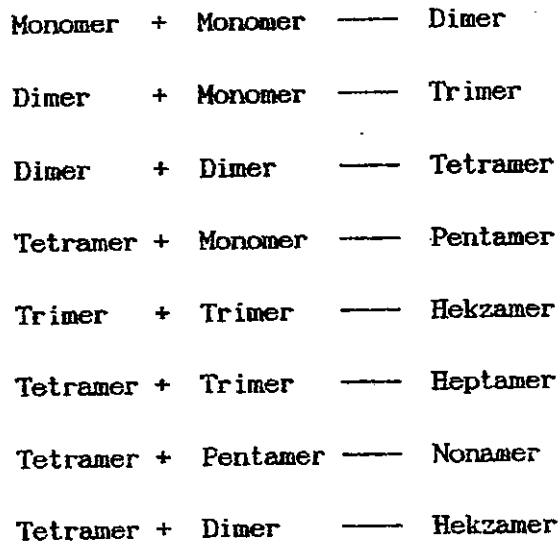 Monomer + Monomer —— Dimer
Dimer + Monomer —— Trimer
Dimer + Dimer —— Tetramer
Tetramer + Monomer —— Pentamer
Trimer + Trimer —— Hekzamer
Tetramer + Trimer —— Heptamer
Tetramer + Pentamer —— Nonamer
Tetramer + Dimer —— Hekzamer